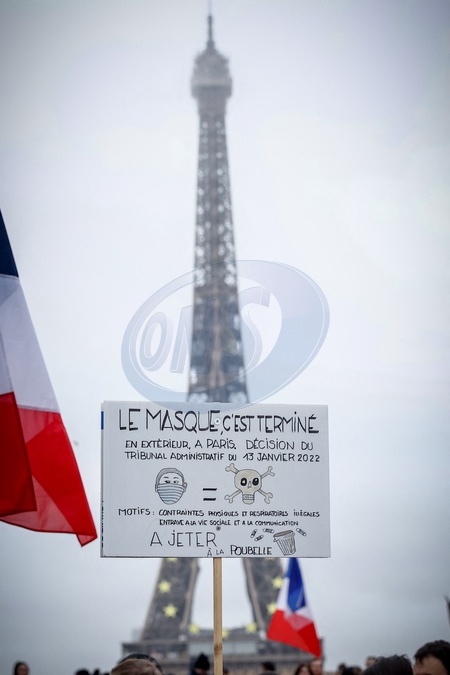 ONS
LE MASQUE, C'EST TERMINÉ
EN EXTÉRIEUR, A PARIS, DÉCISION DU
TRIBUNAL ADMINISTRATIF DU 13 JANVIER 2022
=
MOTIFS : CONTRAINTES PHYSIQUES ET RESPIRATOIRES ILLÉGALES
ENTRAVE A LA VIE SOCIALE ET A LA COMMUNICATION
A JETER
À LA POUBELLE